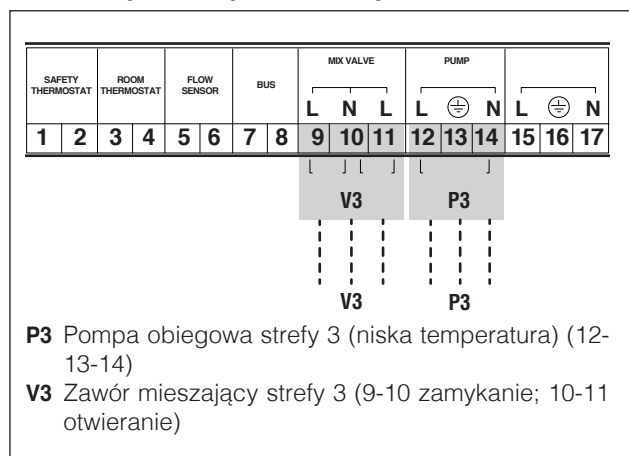 MIX VALVE PUMP
SAFETY THERMOSTAT ROOM THERMOSTAT FLOW SENSOR BUS
L N L L N L N
1 2 3 4 5 6 7 8 9 10 11 12 13 14 15 16 17
V3 P3
V3 P3
P3 Pompa obiegowa strefy 3 (niska temperatura) (12-
13-14)
V3 Zawór mieszający strefy 3 (9-10 zamykanie; 10-11
otwieranie)